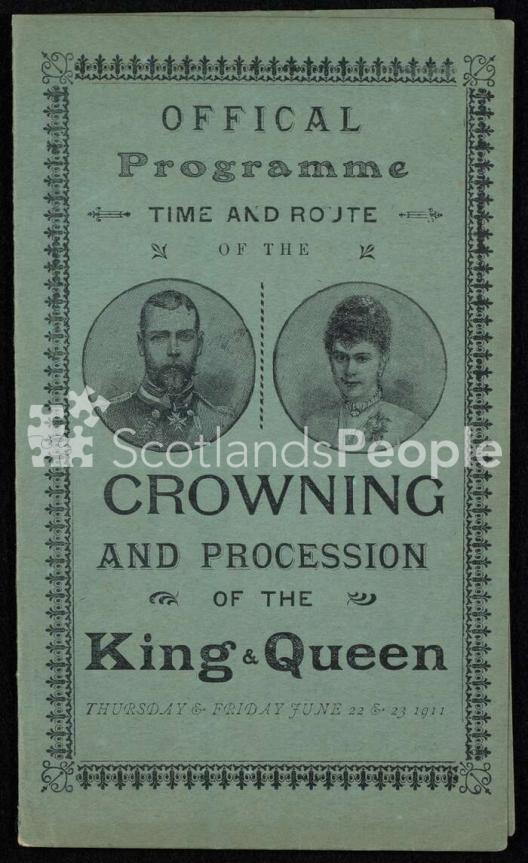 OFFICAL
Programme
TIME AND ROUTE
OF THE
ScotlandsPeople
CROWNING
AND PROCESSION
OF THE
King & Queen
THURSDAY & FRIDAY JUNE 22 & 23 1911